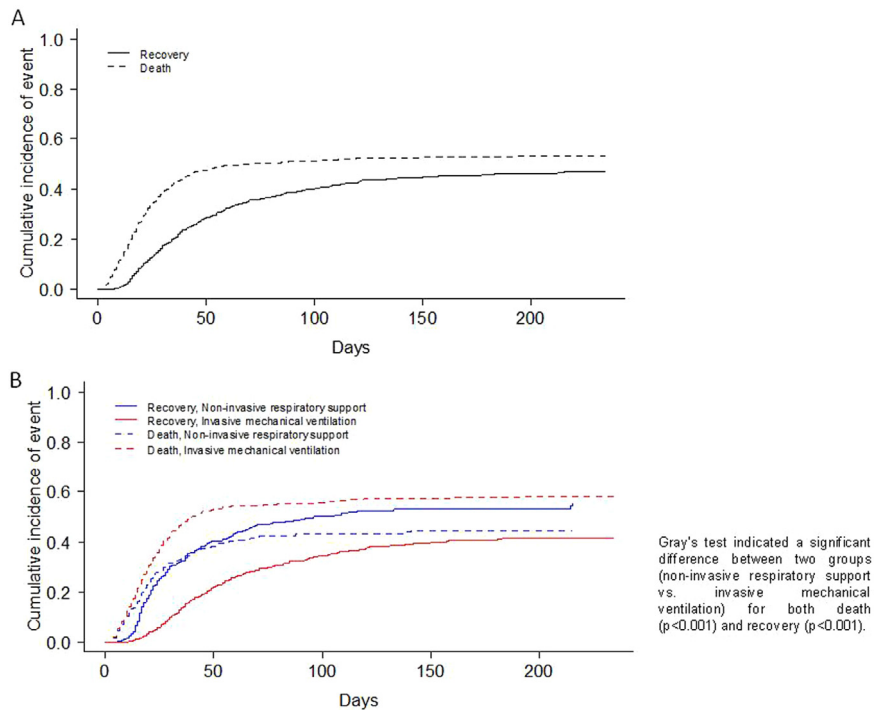 A
Cumulative incidence of event
1.0
0.8
0.6
0.4
0.2
0.0
Recovery
Death
0 50 100 150 200
Days
B
Cumulative incidence of event
1.0
0.8
0.6
0.4
0.2
0.0
Recovery, Non-invasive respiratory support
Recovery, Invasive mechanical ventilation
Death, Non-invasive respiratory support
Death, Invasive mechanical ventilation
0 50 100 150 200
Days
Gray's test indicated a significant
difference between two groups
(non-invasive respiratory support
vs. invasive mechanical
ventilation) for both death
(p<0.001) and recovery (p<0.001).